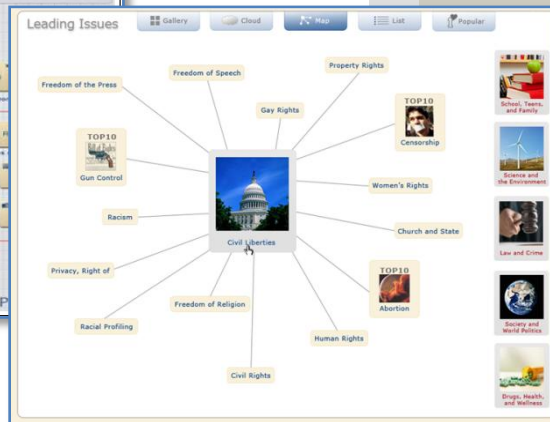 Leading Issues
Gallery
Cloud
Map
List
Popular
Property Rights
Freedom of Speech
Freedom of the Press
Gay Rights
TOP10
Censorship
TOP10
Gun Control
Women's Rights
Racism
Church and State
Civil Liberties
Privacy, Right of
TOP10
Abortion
Freedom of Religion
Racial Profiling
Human Rights
Civil Rights
School, Teens,
and Family
Science and
the Environment
Law and Crime
Society and
World Politics
Drugs, Health,
and Wellness